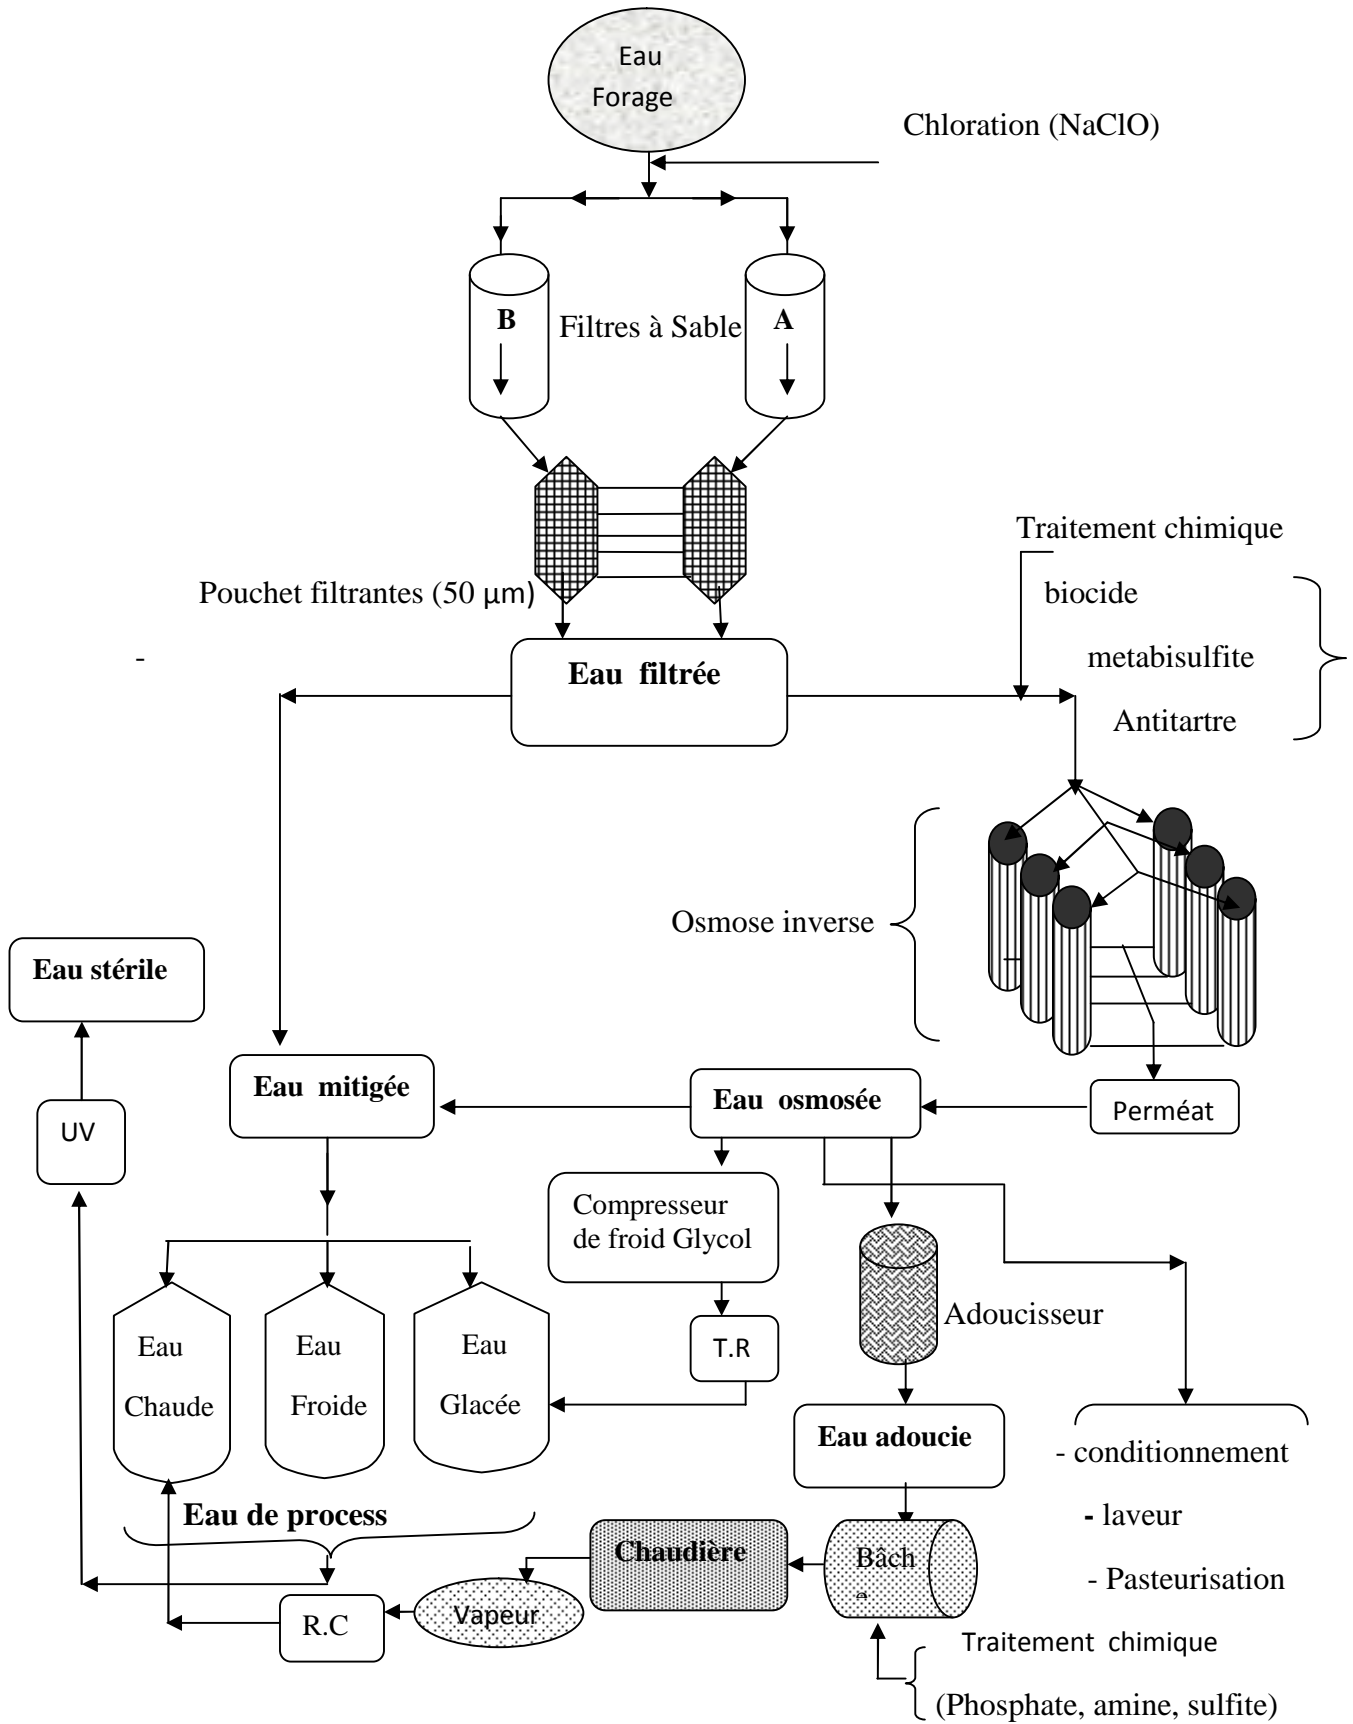 Eau
Forage
Chloration (NaClO)
B
Filtres à Sable
A
Traitement chimique
Pouchet filtrantes (50 µm)
biocide
-
metabisulfite
Eau filtrée
Antitartre
Osmose inverse
Eau stérile
Eau mitigée
Eau osmosée
Perméat
UV
Compresseur
de froid Glycol
Adoucisseur
T.R
Eau
Chaude
Eau
Froide
Eau
Glacée
Eau adoucie
- conditionnement
- laveur
- Pasteurisation
Eau de process
Chaudière
Bâch
Vapeur
R.C
Traitement chimique
(Phosphate, amine, sulfite)